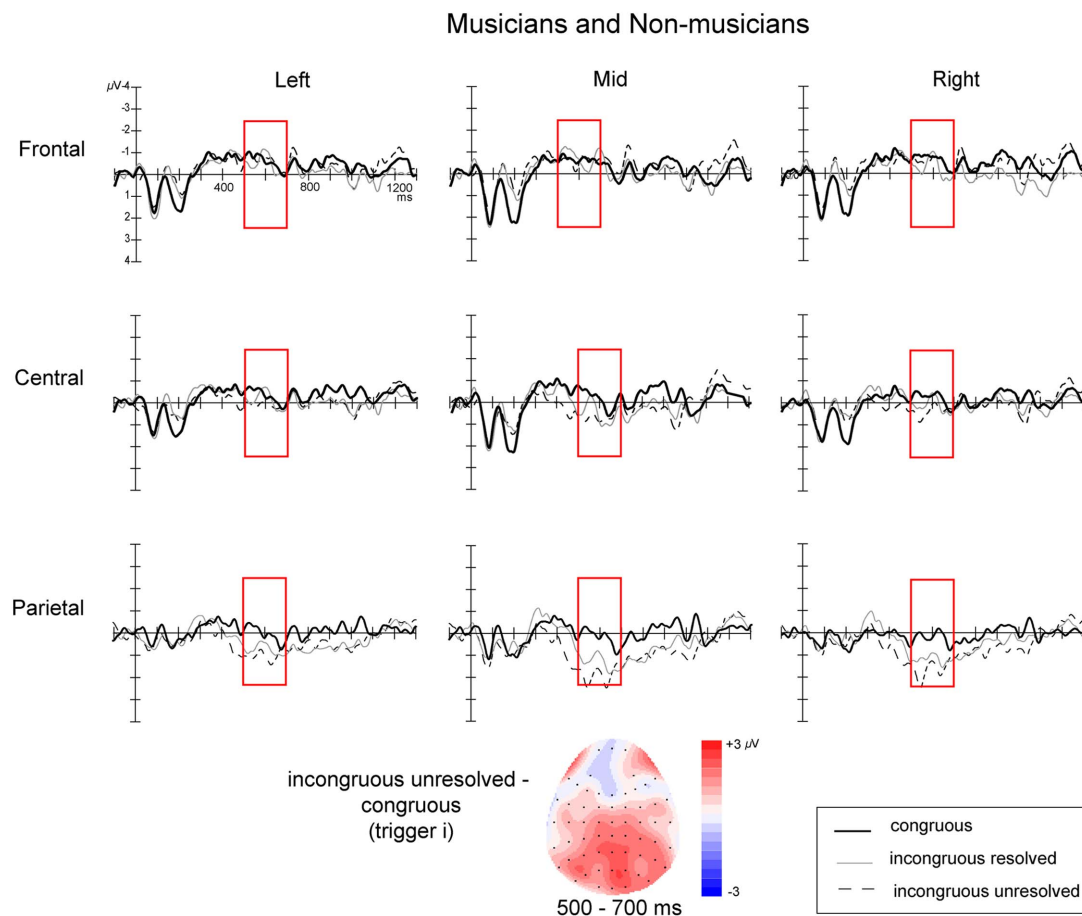 Musicians and Non-musicians
Left Mid Right
Frontal
µV-4
-3
-2
-1
1
2
3
4
400 800 1200
ms
Central
Parietal
incongruous unresolved -
congruous
(trigger i)
+3 µV
-3
500 - 700 ms
congruous
incongruous resolved
incongruous unresolved